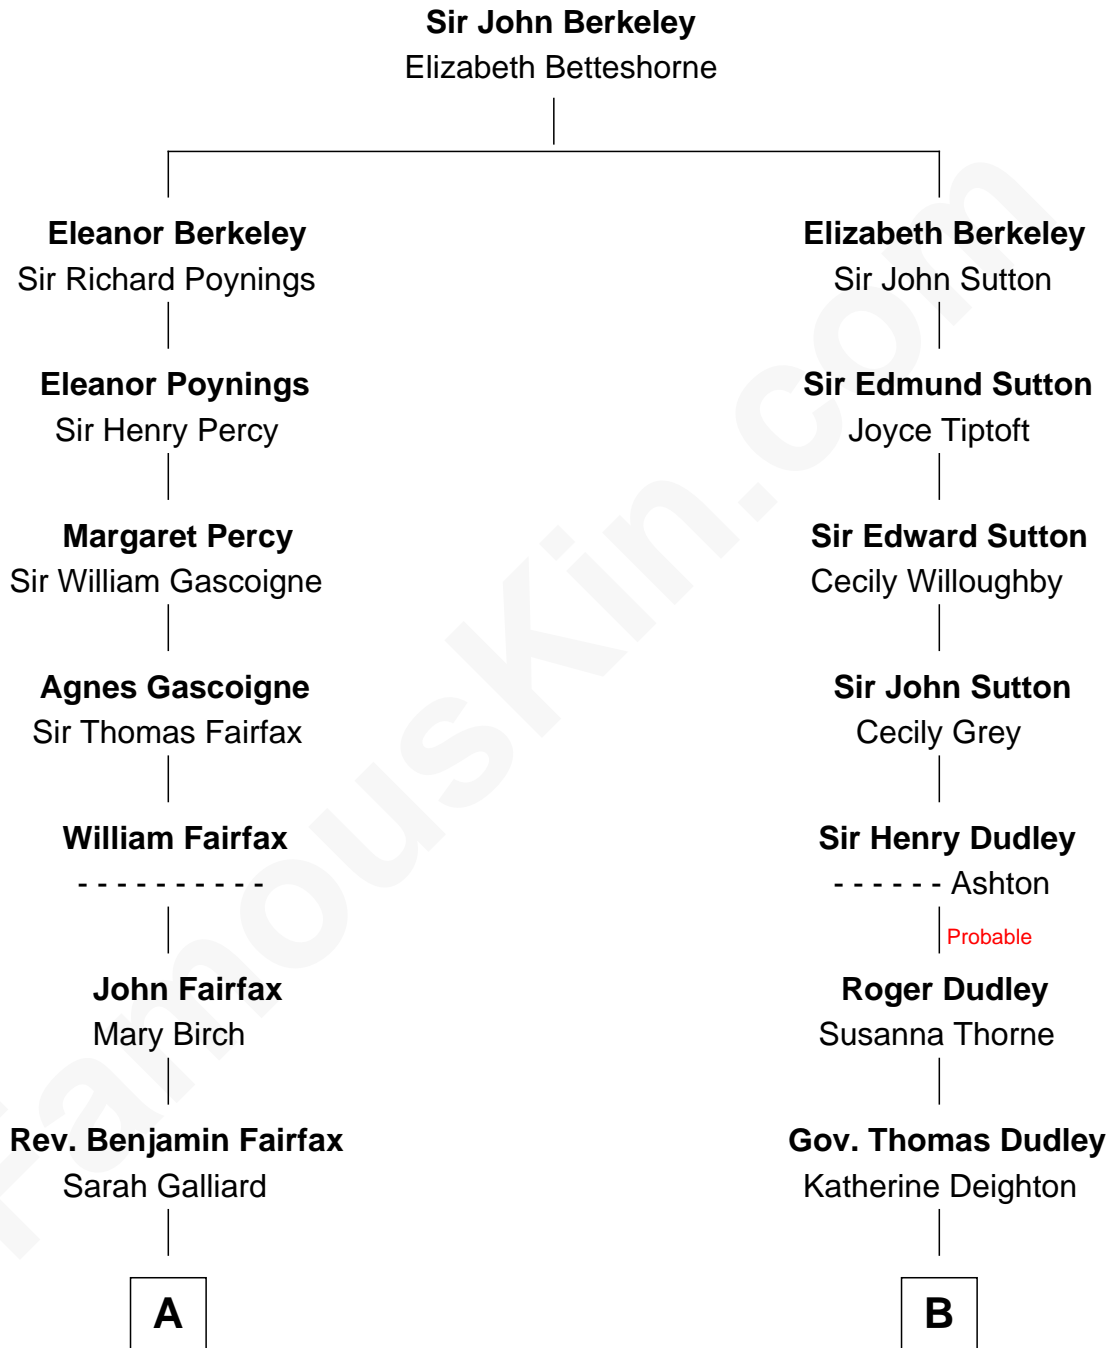 Sir John Berkeley
Elizabeth Betteshorne
Eleanor Berkeley
Sir Richard Poynings
Elizabeth Berkeley
Sir John Sutton
Eleanor Poynings
Sir Henry Percy
Sir Edmund Sutton
Joyce Tiptoft
Margaret Percy
Sir William Gascoigne
Sir Edward Sutton
Cecily Willoughby
Agnes Gascoigne
Sir Thomas Fairfax
Sir John Sutton
Cecily Grey
William Fairfax
- - - - - - - - - -
Sir Henry Dudley
- - - - - - Ashton
Probable
John Fairfax
Mary Birch
Roger Dudley
Susanna Thorne
Rev. Benjamin Fairfax
Sarah Galliard
Gov. Thomas Dudley
Katherine Deighton
A
B
FamousKin.com